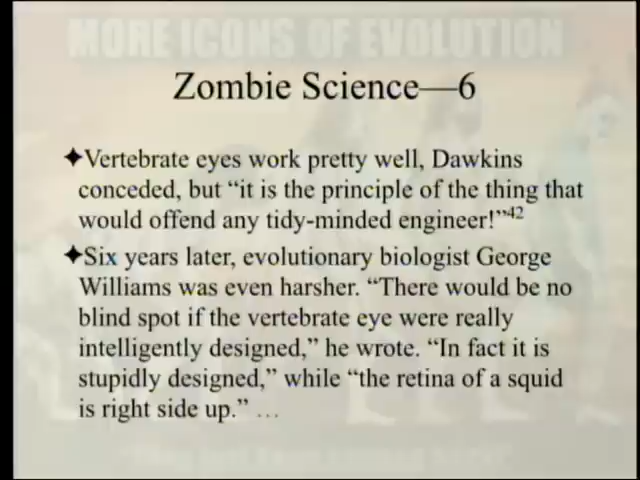 MORE ICONS OF EVOLUTION
Zombie Science—6
✦Vertebrate eyes work pretty well, Dawkins
conceded, but “it is the principle of the thing that
would offend any tidy-minded engineer!”42
✦Six years later, evolutionary biologist George
Williams was even harsher. “There would be no
blind spot if the vertebrate eye were really
intelligently designed,” he wrote. “In fact it is
stupidly designed,” while “the retina of a squid
is right side up.” …